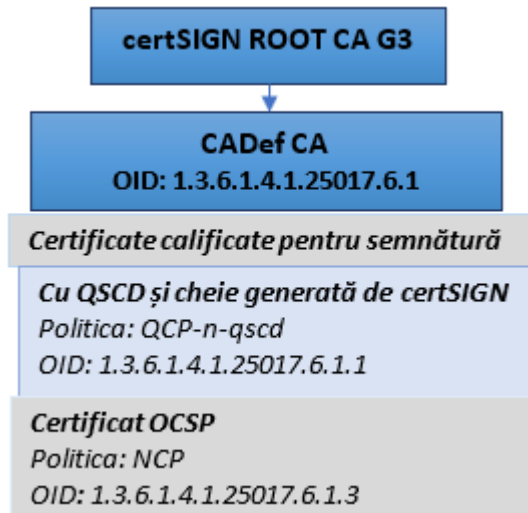 certSIGN ROOT CA G3
CADef CA
OID: 1.3.6.1.4.1.25017.6.1
Certificate calificate pentru semnătură
Cu QSCD și cheie generată de certSIGN
Politica: QCP-n-qscd
OID: 1.3.6.1.4.1.25017.6.1.1
Certificat OCSP
Politica: NCP
OID: 1.3.6.1.4.1.25017.6.1.3